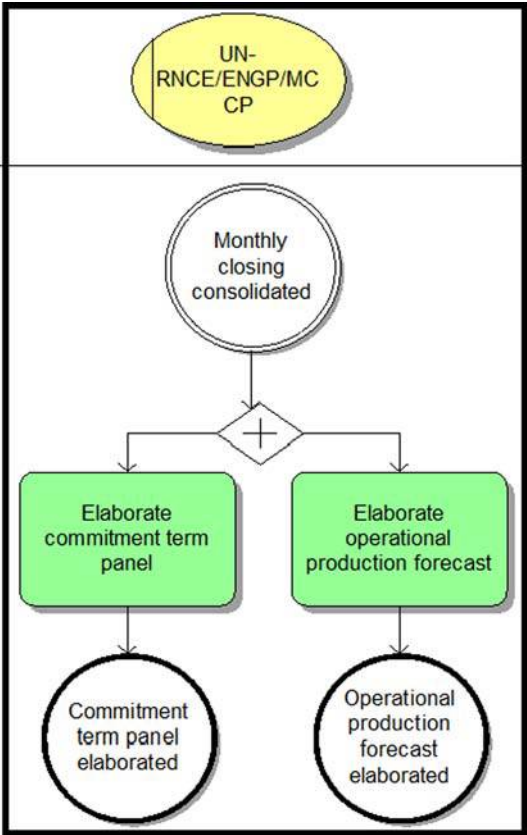 UN-
RNCE/ENGP/MC
CP
Monthly
closing
consolidated
Elaborate
commitment term
panel
Elaborate
operational
production forecast
Commitment
term panel
elaborated
Operational
production
forecast
elaborated